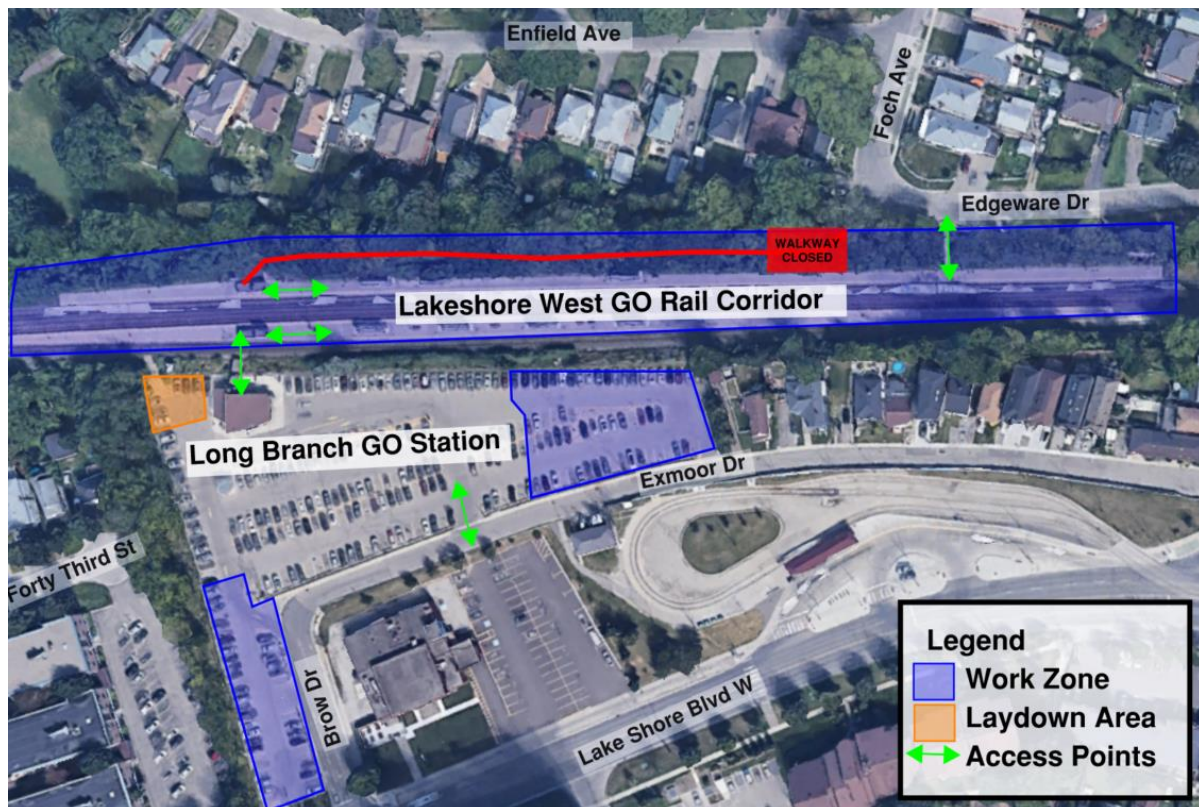 Enfield Ave
Foch Ave
Edgeware Dr
WALKWAY
CLOSED
Lakeshore West GO Rail Corridor
Long Branch GO Station
Exmoor Dr
Forty Third St
Brow Dr
Lake Shore Blvd W
Legend
Work Zone
Laydown Area
Access Points